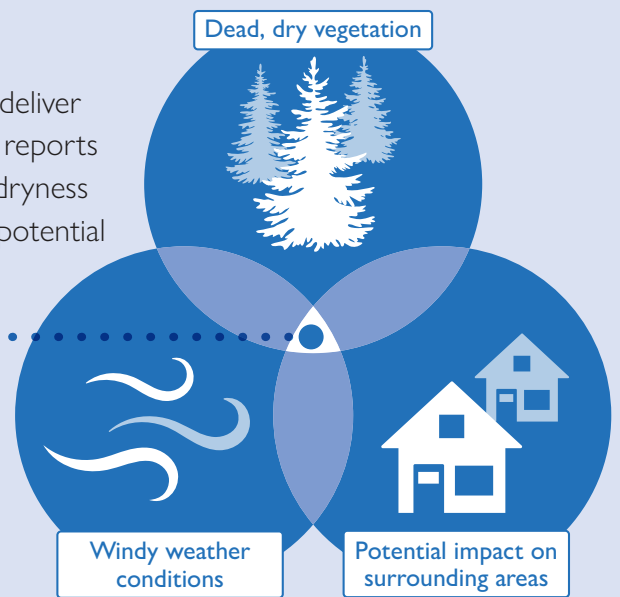 Dead, dry vegetation
deliver
reports
dryness
potential
Windy weather
conditions
Potential impact on
surrounding areas